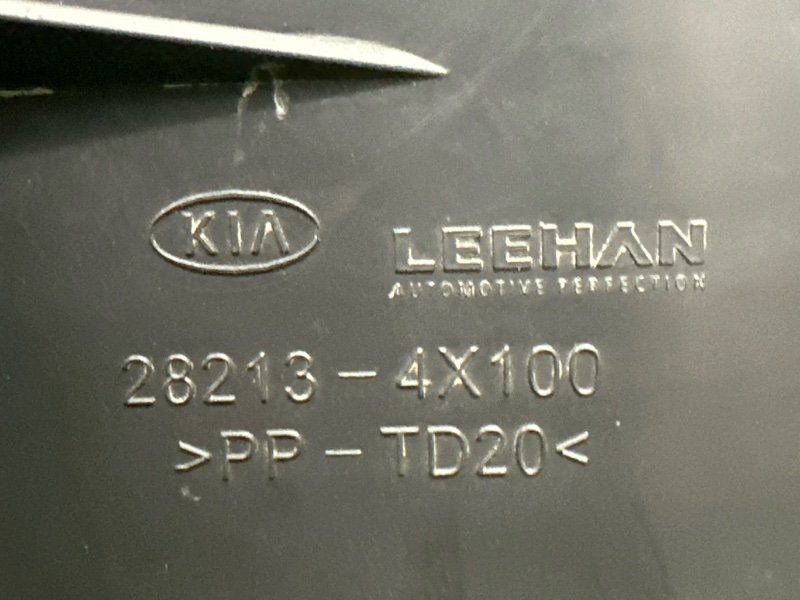 KIA
LEEHAN
AUTOMOTIVE PERFECTION
28213-4X100
>PP-TD20<